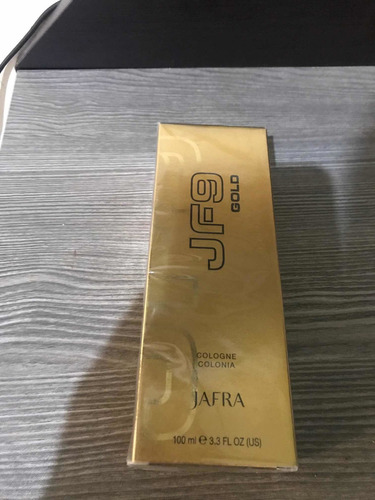 JF9
GOLD
COLOGNE
COLONIA
JAFRA
100 ml ℮ 3.3 FL OZ (US)